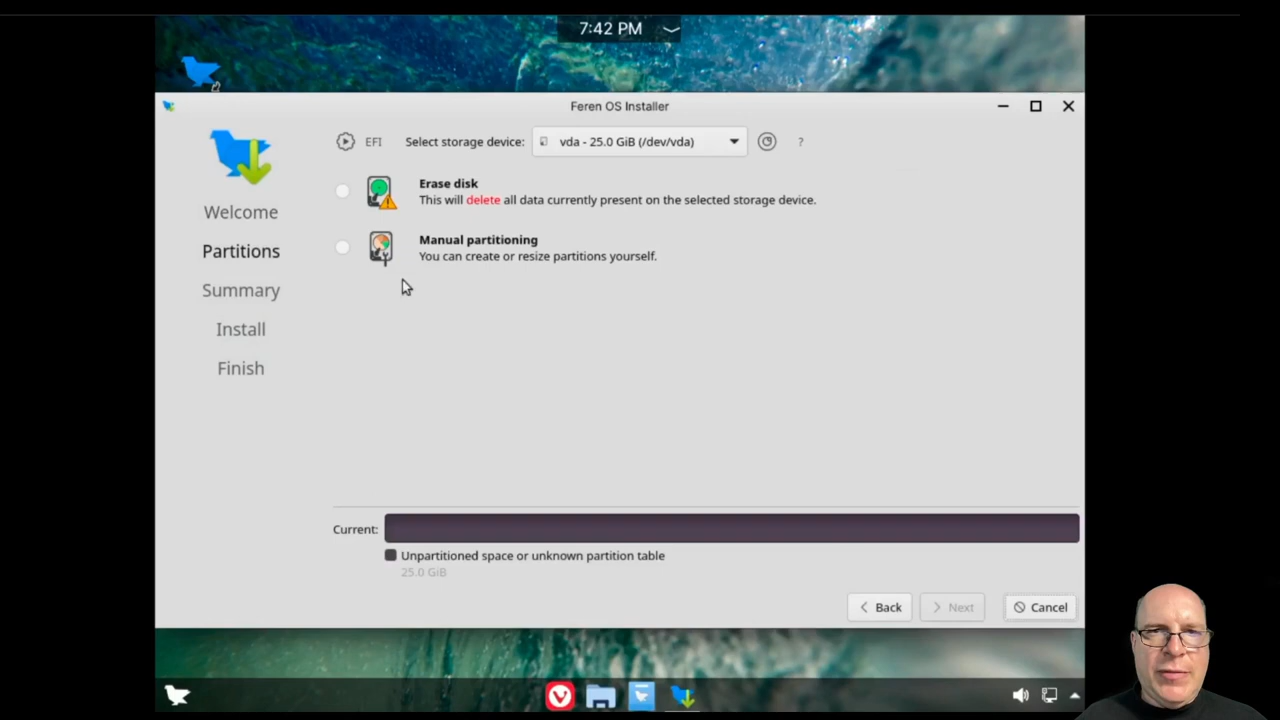 7:42 PM
Feren OS Installer
EFI Select storage device: vda - 25.0 GiB (/dev/vda) ?
Welcome
Partitions
Summary
Install
Finish
Erase disk
This will delete all data currently present on the selected storage device.
Manual partitioning
You can create or resize partitions yourself.
Current:
Unpartitioned space or unknown partition table
25.0 GiB
Back
Next
Cancel